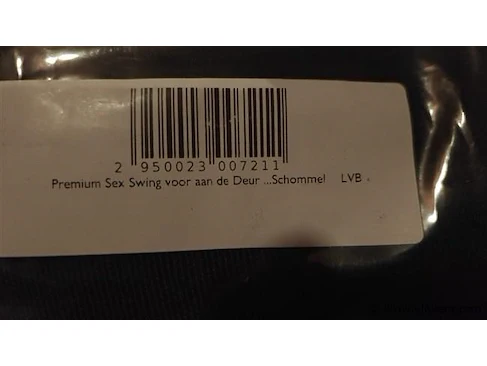 2 950023 007211
Premium Sex Swing voor aan de Deur ...Schommel LVB